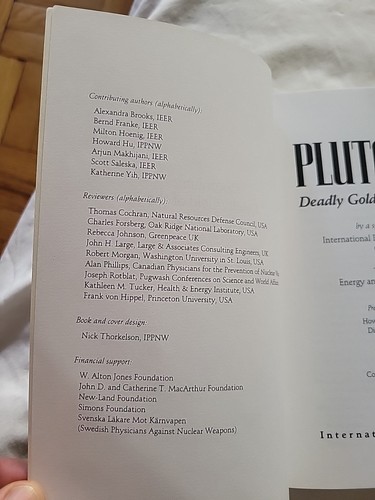 Contributing authors (alphabetically):
Alexandra Brooks, IEER
Bernd Franke, IEER
Milton Hoenig, IEER
Howard Hu, IPPNW
Arjun Makhijani, IEER
Scott Saleska, IEER
Katherine Yih, IPPNW
Reviewers (alphabetically):
Thomas Cochran, Natural Resources Defense Council, USA
Charles Forsberg, Oak Ridge National Laboratory, USA
Rebecca Johnson, Greenpeace UK
John H. Large, Large & Associates Consulting Engineers, UK
Robert Morgan, Washington University in St. Louis, USA
Alan Phillips, Canadian Physicians for the Prevention of Nuclear
Joseph Rotblat, Pugwash Conferences on Science and World
Kathleen M. Tucker, Health & Energy Institute, USA
Frank von Hippel, Princeton University, USA
Book and cover design:
Nick Thorkelson, IPPNW
Financial support:
W. Alton Jones Foundation
John D. and Catherine T. MacArthur Foundation
New-Land Foundation
Simons Foundation
Svenska Läkare Mot Kärnvapen
(Swedish Physicians Against Nuclear Weapons)
PLUT
Deadly Gold
by a
International
Energy an
How
Di
Co
Internat